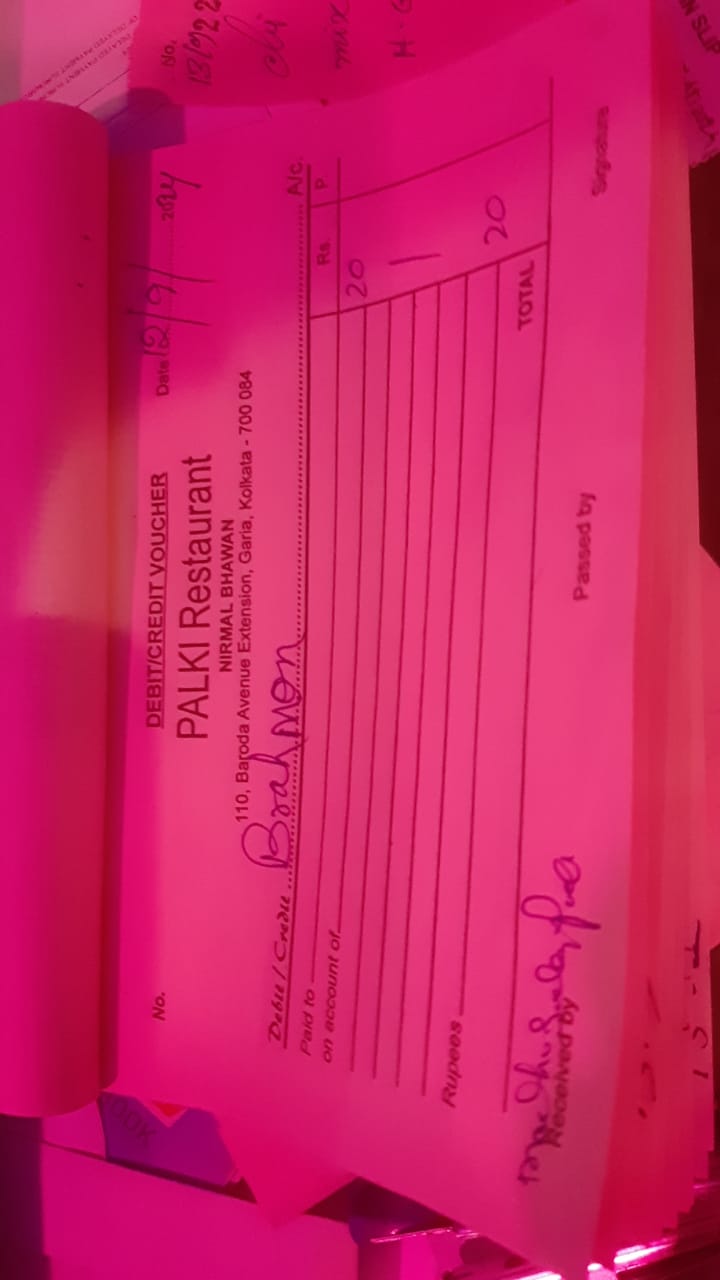 DEBIT/CREDIT VOUCHER
PALKI Restaurant
NIRMAL BHAWAN
110, Baroda Avenue Extension, Garia, Kolkata - 700 084
No.
Date 12/9/2024
Debit / Credit Brahmon A/c.
Paid to Rs. P
on account of 20
Rupees 20
TOTAL
Received by Passed by Signature
No.
13/9/22